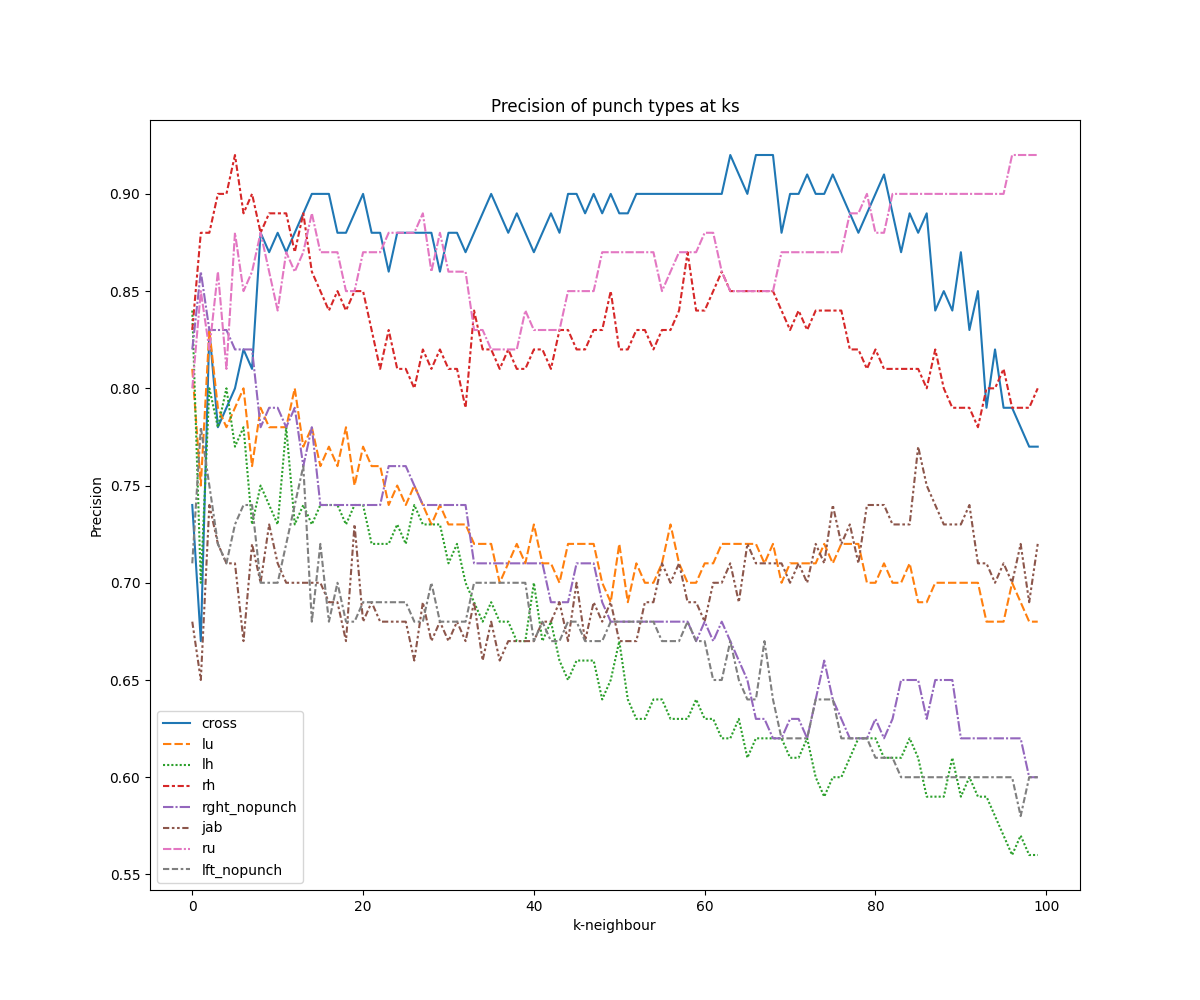 Precision of punch types at ks
Precision
0.90
0.85
0.80
0.75
0.70
0.65
0.60
0.55
cross
lu
lh
rh
rght_nopunch
jab
ru
lft_nopunch
0 20 40 60 80 100
k-neighbour